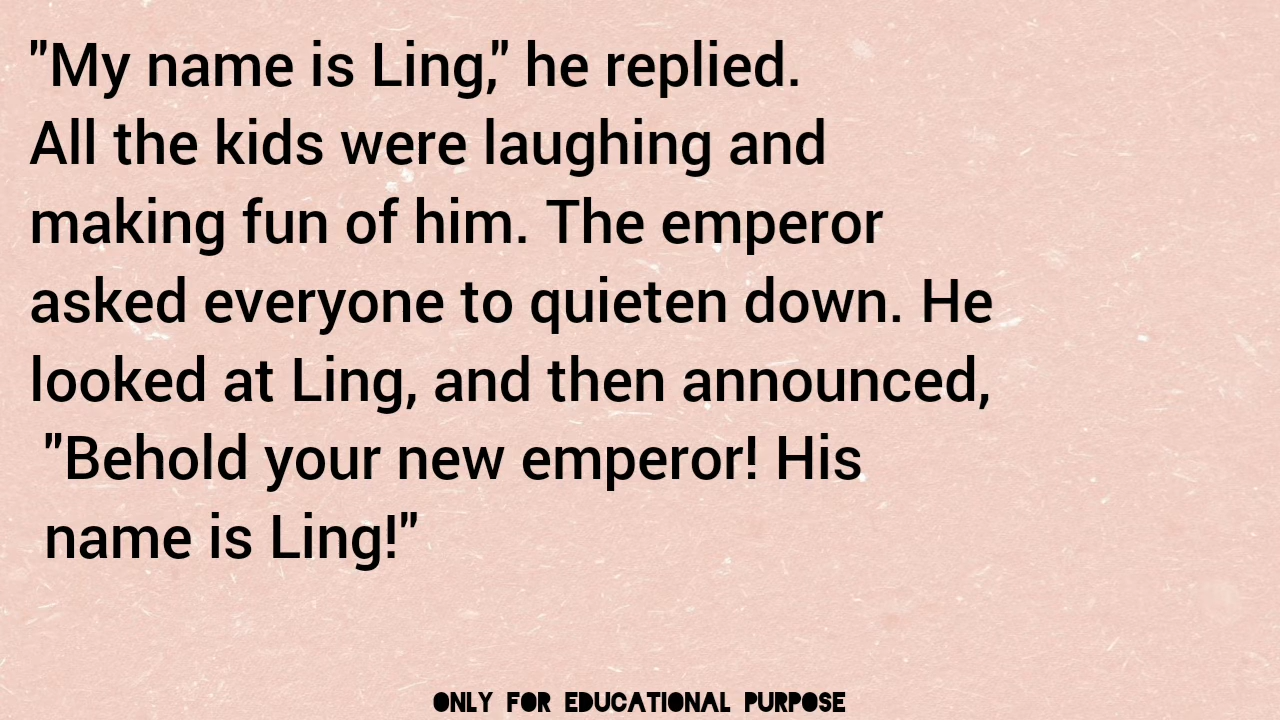 "My name is Ling," he replied.
All the kids were laughing and
making fun of him. The emperor
asked everyone to quieten down. He
looked at Ling, and then announced,
"Behold your new emperor! His
name is Ling!"
ONLY FOR EDUCATIONAL PURPOSE